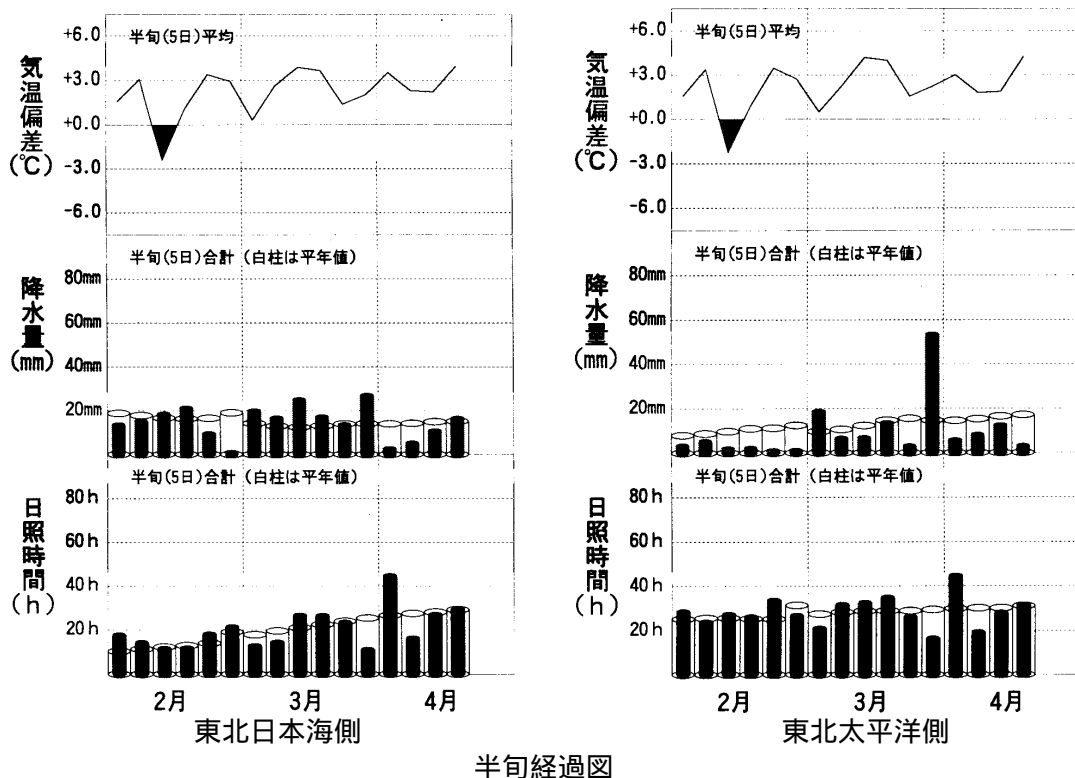 半旬(5日)平均
気温偏差(℃)
+6.0
+3.0
+0.0
-3.0
-6.0
半旬(5日)合計 (白柱は平年値)
降水量(mm)
80mm
60mm
40mm
20mm
半旬(5日)合計 (白柱は平年値)
日照時間(h)
80h
60h
40h
20h
2月 3月 4月
東北日本海側
半旬(5日)平均
気温偏差(℃)
+6.0
+3.0
+0.0
-3.0
-6.0
半旬(5日)合計 (白柱は平年値)
降水量(mm)
80mm
60mm
40mm
20mm
半旬(5日)合計 (白柱は平年値)
日照時間(h)
80h
60h
40h
20h
2月 3月 4月
東北太平洋側
半旬経過図